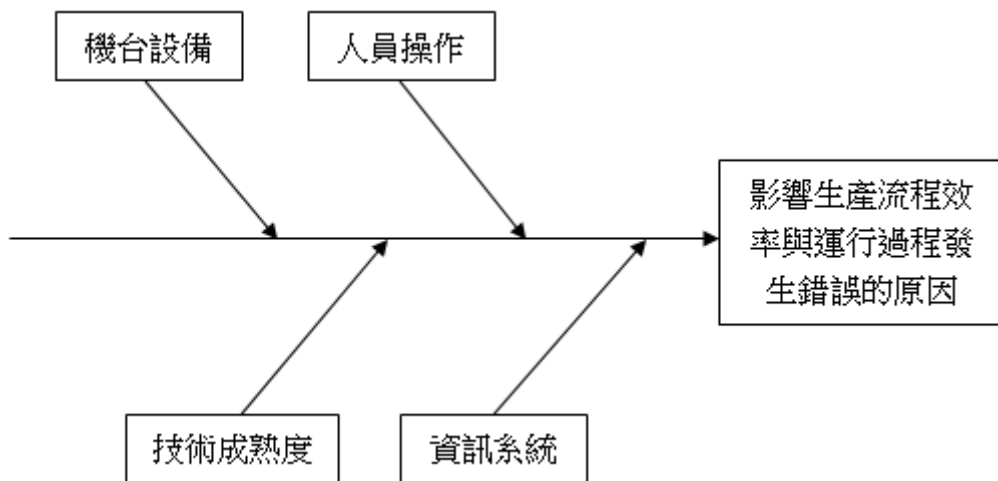 機台設備
人員操作
影響生產流程效
率與運行過程發
生錯誤的原因
技術成熟度
資訊系統